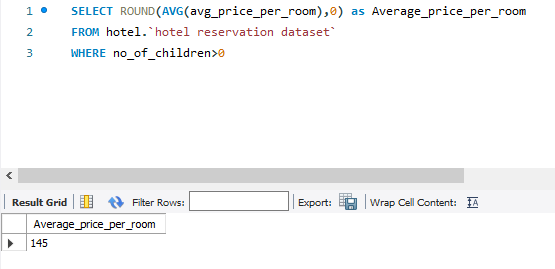 1 SELECT ROUND(AVG(avg_price_per_room),0) as Average_price_per_room
2 FROM hotel.`hotel reservation dataset`
3 WHERE no_of_children>0
Result Grid Filter Rows: Export: Wrap Cell Content: IA
Average_price_per_room
145